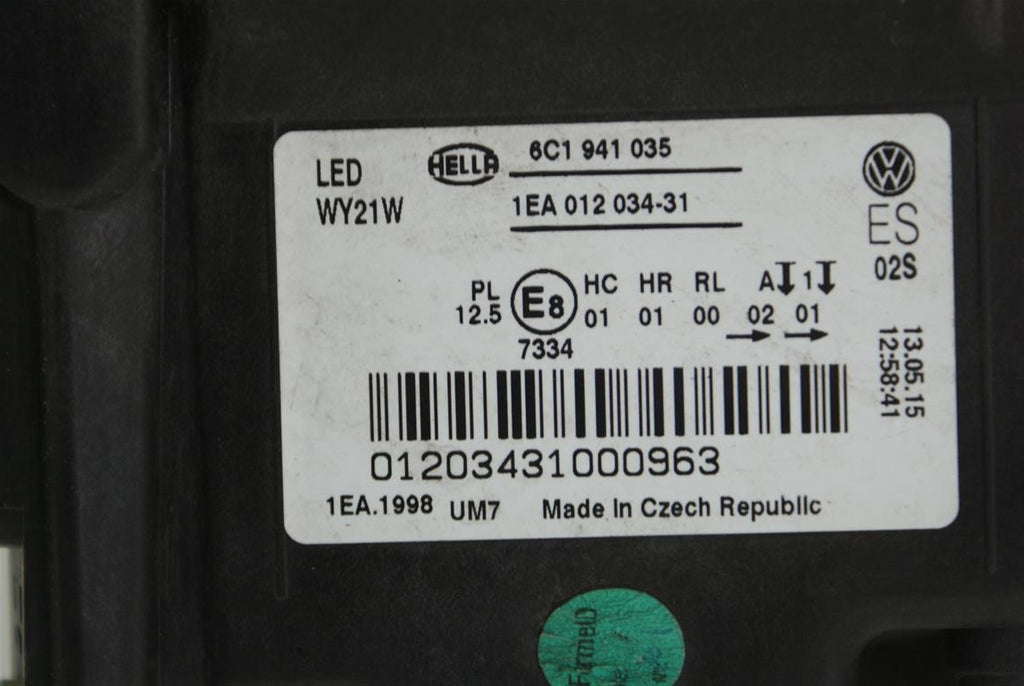 LED
WY21W
HELLA
6C1 941 035
1EA 012 034-31
VW
ES
02S
PL
12.5
E8
7334
HC HR RL A 1
01 01 00 02 01
13.05.15
12:58:41
01203431000963
1EA.1998 UM7 Made In Czech Republic
Firme